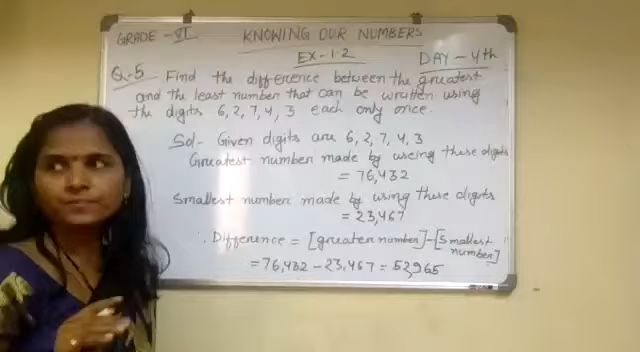 GRADE - VI KNOWING OUR NUMBERS
EX-1.2 DAY - 4th
Q-5 Find the difference between the greatest
and the least number that can be written using
the digits 6, 2, 7, 4, 3 each only once.
Sol- Given digits are 6, 2, 7, 4, 3
Greatest number made by using these digits
= 76,432
Smallest number made by using these digits
= 23,467
Difference = [greater number] - [Smallest
number]
= 76,432 - 23,467 = 52,965